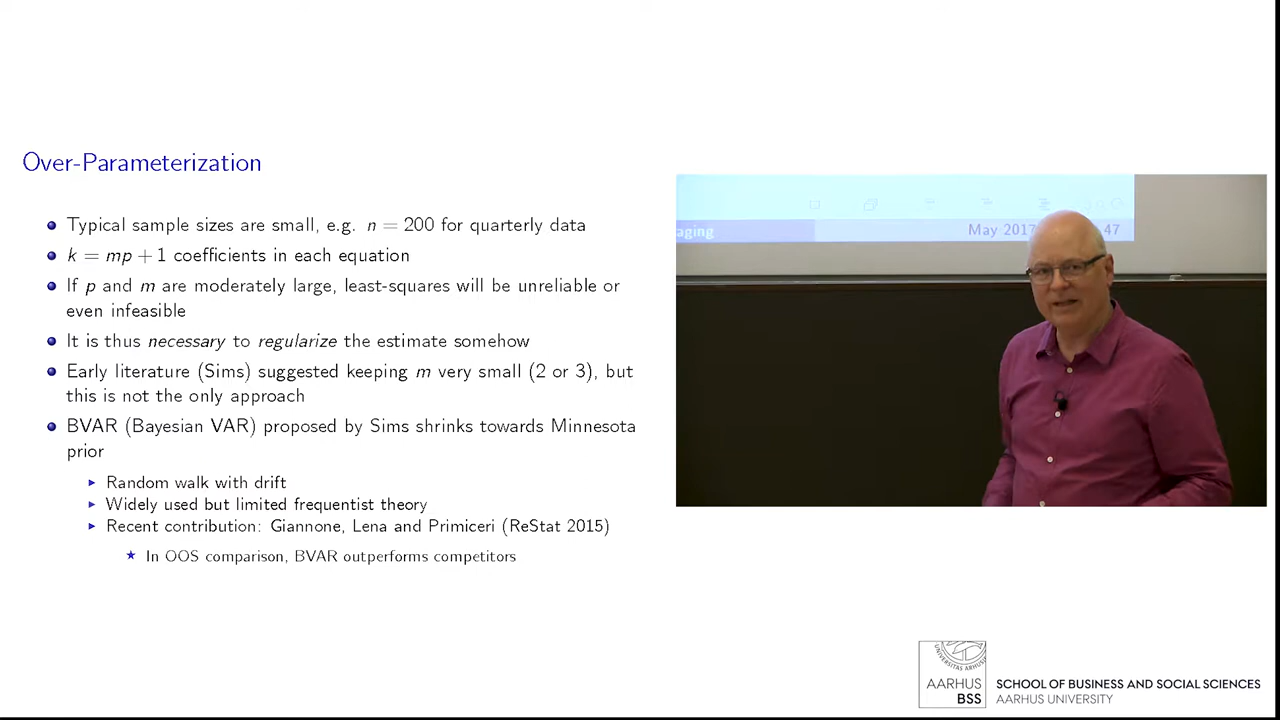 Over-Parameterization
Typical sample sizes are small, e.g. n = 200 for quarterly data
k = mp + 1 coefficients in each equation
If p and m are moderately large, least-squares will be unreliable or
even infeasible
It is thus necessary to regularize the estimate somehow
Early literature (Sims) suggested keeping m very small (2 or 3), but
this is not the only approach
BVAR (Bayesian VAR) proposed by Sims shrinks towards Minnesota
prior
Random walk with drift
Widely used but limited frequentist theory
Recent contribution: Giannone, Lena and Primiceri (ReStat 2015)
In OOS comparison, BVAR outperforms competitors
aging May 2017 47
AARHUS
BSS
SCHOOL OF BUSINESS AND SOCIAL SCIENCES
AARHUS UNIVERSITY